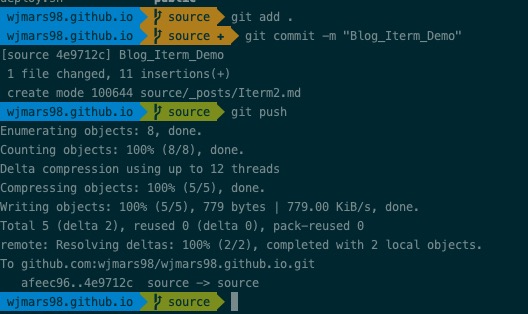 deploy.sh public
wjmars98.github.io source git add .
wjmars98.github.io source + git commit -m "Blog_Iterm_Demo"
[source 4e9712c] Blog_Iterm_Demo
1 file changed, 11 insertions(+)
create mode 100644 source/_posts/Iterm2.md
wjmars98.github.io source git push
Enumerating objects: 8, done.
Counting objects: 100% (8/8), done.
Delta compression using up to 12 threads
Compressing objects: 100% (5/5), done.
Writing objects: 100% (5/5), 779 bytes | 779.00 KiB/s, done.
Total 5 (delta 2), reused 0 (delta 0), pack-reused 0
remote: Resolving deltas: 100% (2/2), completed with 2 local objects.
To github.com:wjmars98/wjmars98.github.io.git
afeec96..4e9712c source -> source
wjmars98.github.io source